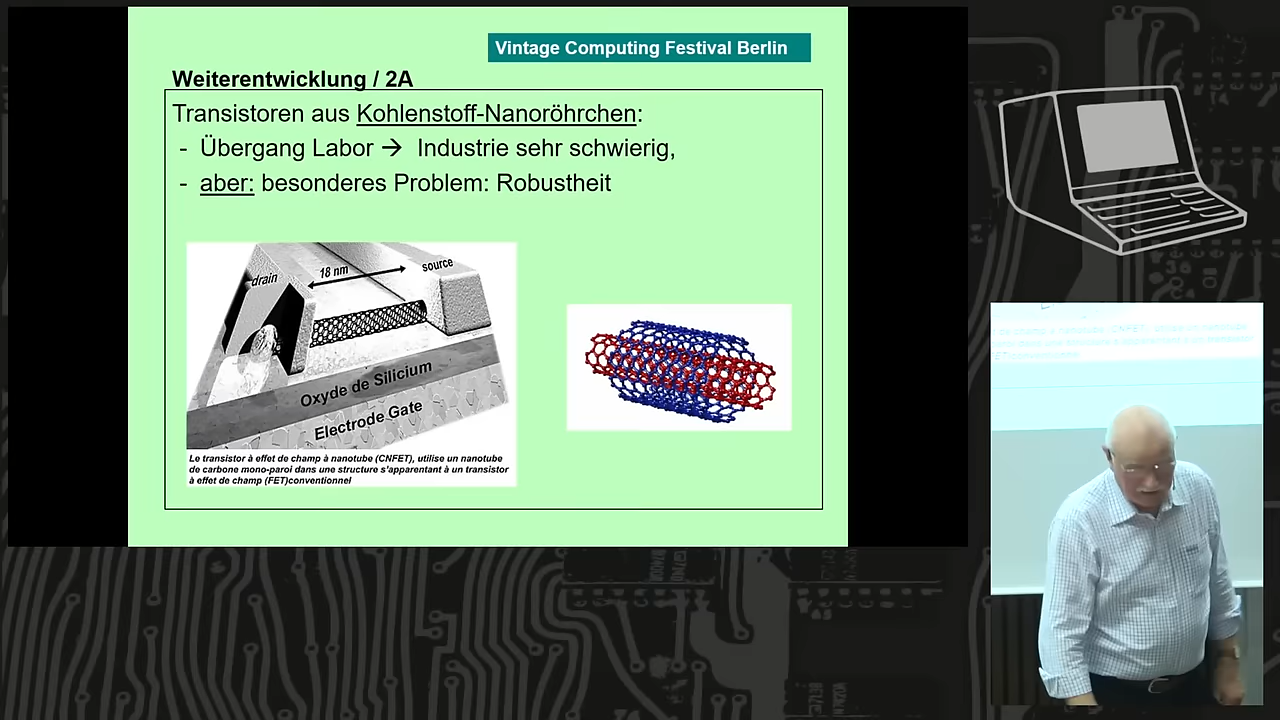 Vintage Computing Festival Berlin
Weiterentwicklung / 2A
Transistoren aus Kohlenstoff-Nanoröhrchen:
- Übergang Labor → Industrie sehr schwierig,
- aber: besonderes Problem: Robustheit
drain
18 nm
source
Oxyde de Silicium
Electrode Gate
Le transistor à effet de champ à nanotube (CNFET), utilise un nanotube
de carbone mono-paroi dans une structure s'apparentant à un transistor
à effet de champ (FET)conventionnel